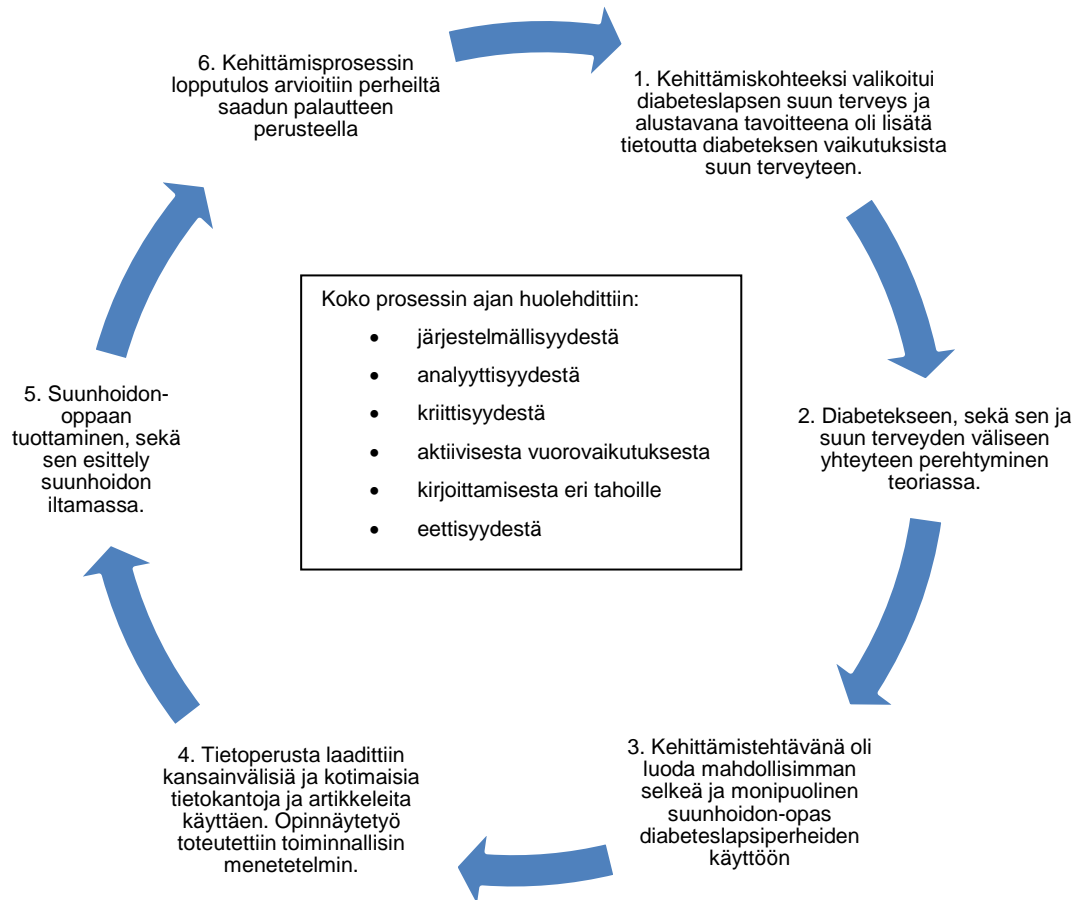 1. Kehittämiskohteeksi valikoitui
diabeteslapsen suun terveys ja
alustavana tavoitteena oli lisätä
tietoutta diabeteksen vaikutuksista
suun terveyteen.
2. Diabetekseen, sekä sen ja
suun terveyden väliseen
yhteyteen perehtyminen
teoriassa.
3. Kehittämistehtävänä oli
luoda mahdollisimman
selkeä ja monipuolinen
suunhoidon-opas
diabeteslapsiperheiden
käyttöön
4. Tietoperusta laadittiin
kansainvälisiä ja kotimaisia
tietokantoja ja artikkeleita
käyttäen. Opinnäytetyö
toteutettiin toiminnallisin
menetetelmin.
5. Suunhoidon-
oppaan
tuottaminen, sekä
sen esittely
suunhoidon
iltamassa.
6. Kehittämisprosessin
lopputulos arvioitiin perheiltä
saadun palautteen
perusteella
Koko prosessin ajan huolehdittiin:
• järjestelmällisyydestä
• analyyttisyydestä
• kriittisyydestä
• aktiivisesta vuorovaikutuksesta
• kirjoittamisesta eri tahoille
• eettisyydestä